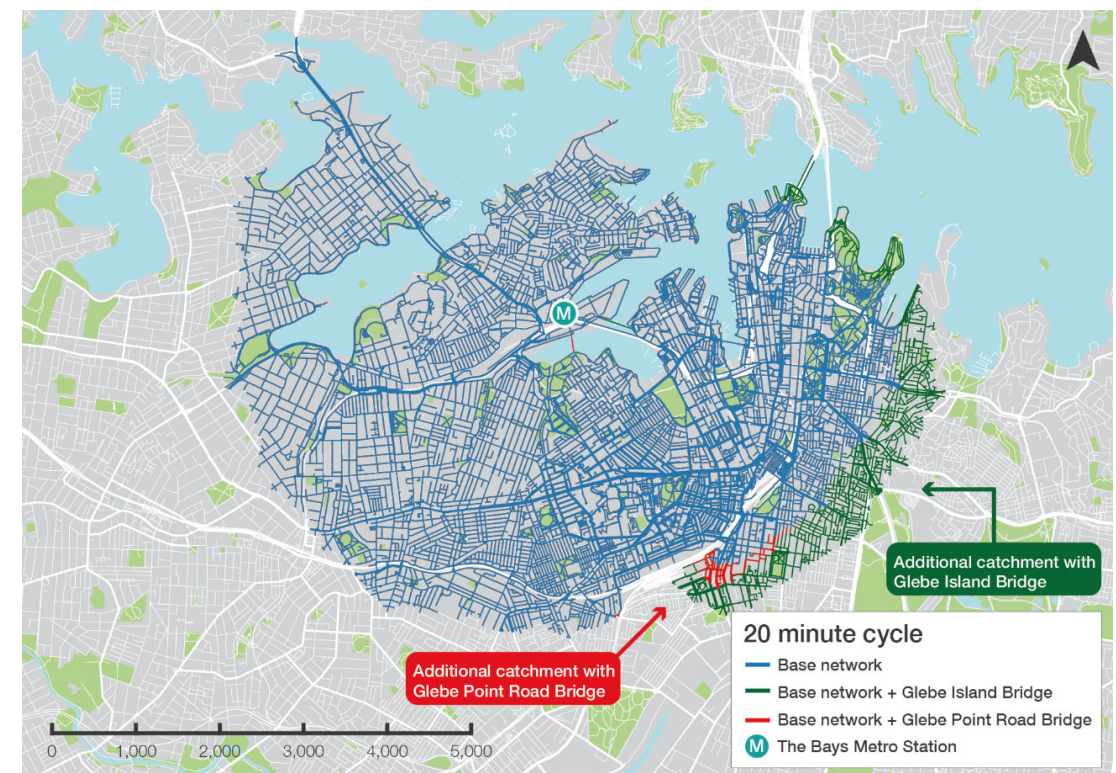 M
Additional catchment with
Glebe Island Bridge
Additional catchment with
Glebe Point Road Bridge
20 minute cycle
Base network
Base network + Glebe Island Bridge
Base network + Glebe Point Road Bridge
M The Bays Metro Station
0 1,000 2,000 3,000 4,000 5,000